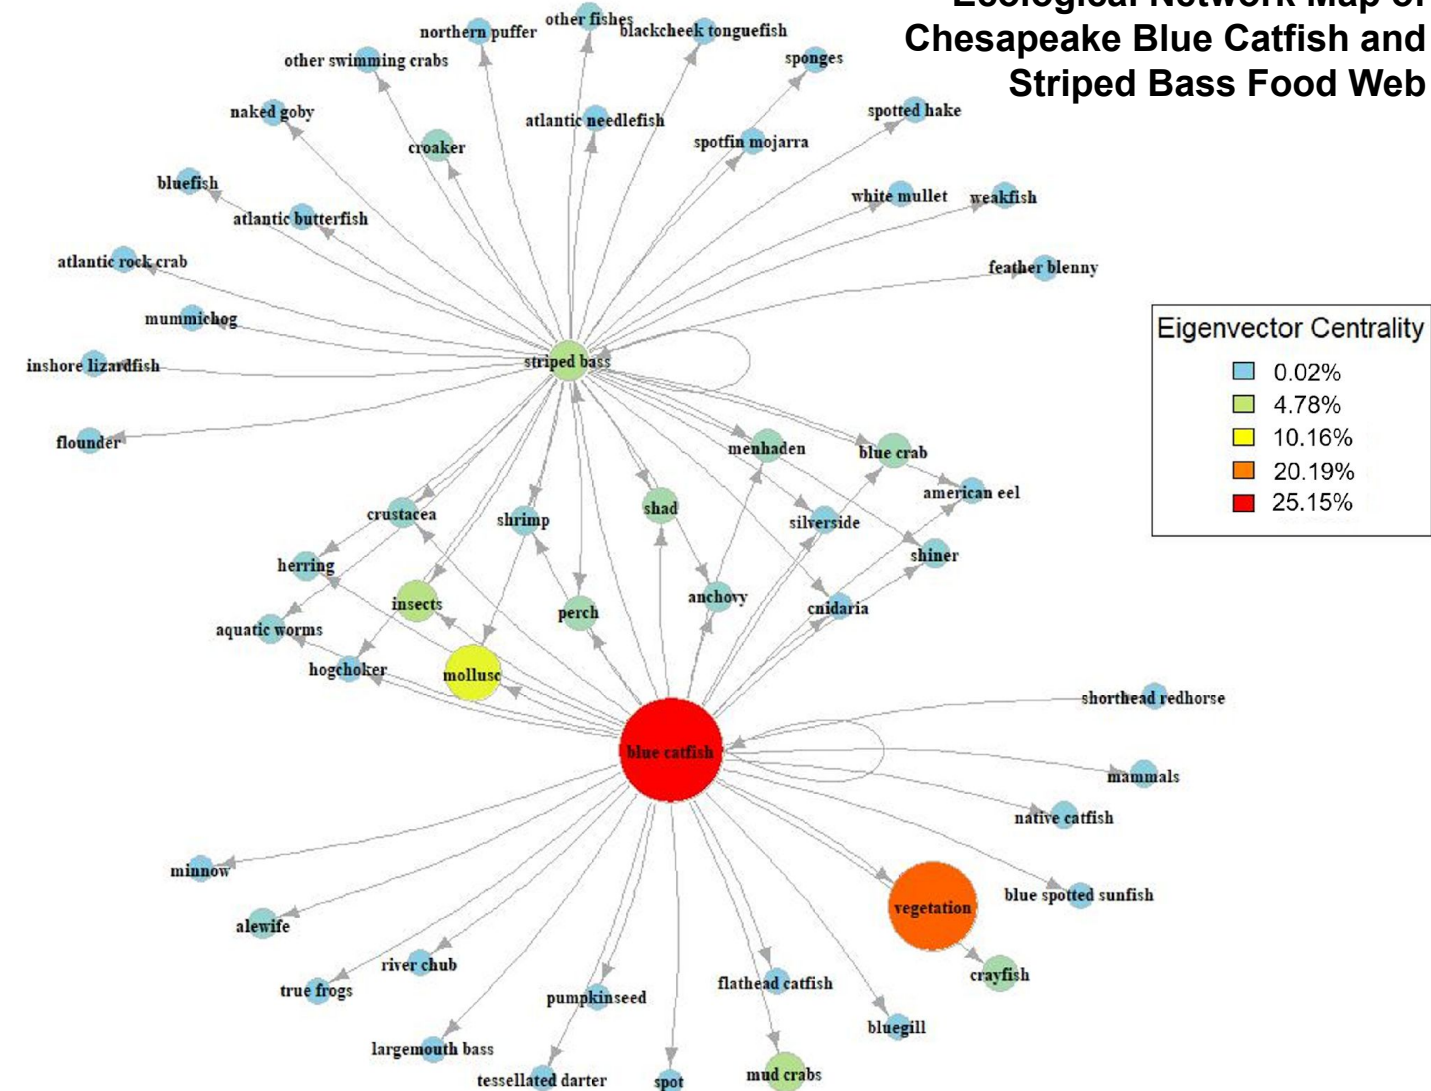 Ecological Network Map of
Chesapeake Blue Catfish and
Striped Bass Food Web
other fishes
northern puffer
blackcheek tonguefish
other swimming crabs
sponges
naked goby
spotted hake
atlantic needlefish
croaker
spotfin mojarra
bluefish
white mullet
weakfish
atlantic butterfish
atlantic rock crab
feather blenny
mummichog
inshore lizardfish
striped bass
flounder
Eigenvector Centrality
0.02%
4.78%
10.16%
20.19%
25.15%
menhaden
blue crab
american eel
crustacea
shrimp
shad
silverside
shiner
herring
insects
perch
anchovy
cnidaria
aquatic worms
hogchoker
mollusc
shorthead redhorse
blue catfish
mammals
native catfish
minnow
blue spotted sunfish
vegetation
alewife
river chub
crayfish
true frogs
pumpkinseed
flathead catfish
bluegill
largemouth bass
tessellated darter
spot
mud crabs